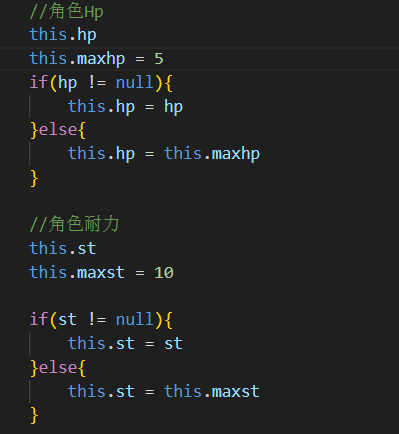 //角色Hp
this.hp
this.maxhp = 5
if(hp != null){
    this.hp = hp
}else{
    this.hp = this.maxhp
}

//角色耐力
this.st
this.maxst = 10

if(st != null){
    this.st = st
}else{
    this.st = this.maxst
}